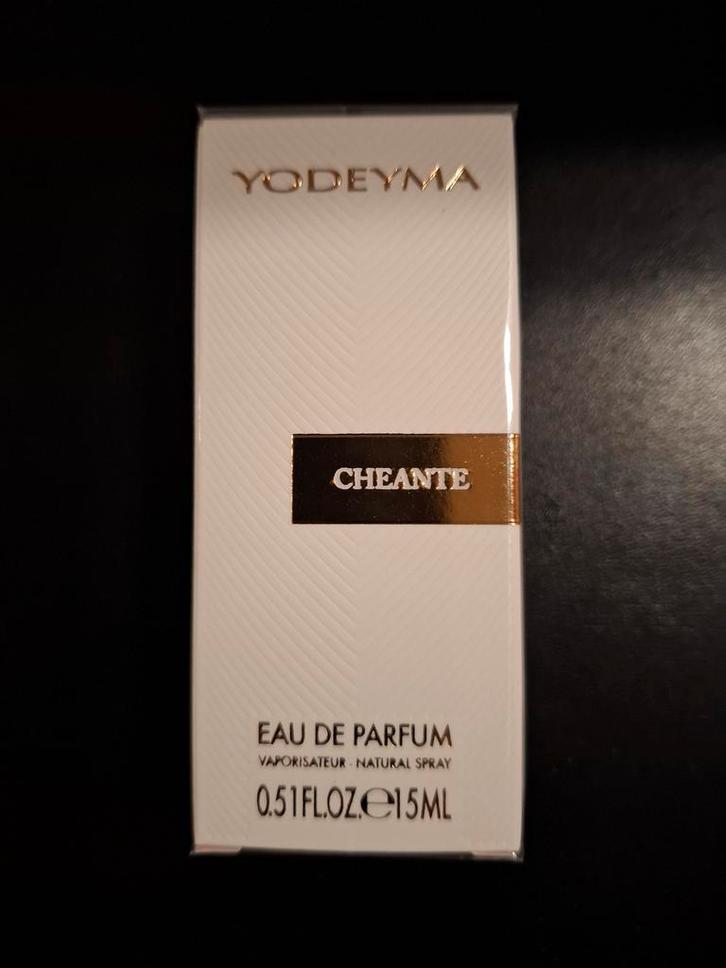 YODEYMA
CHEANTE
EAU DE PARFUM
VAPORISATEUR · NATURAL SPRAY
0.51FL.OZ.℮15ML